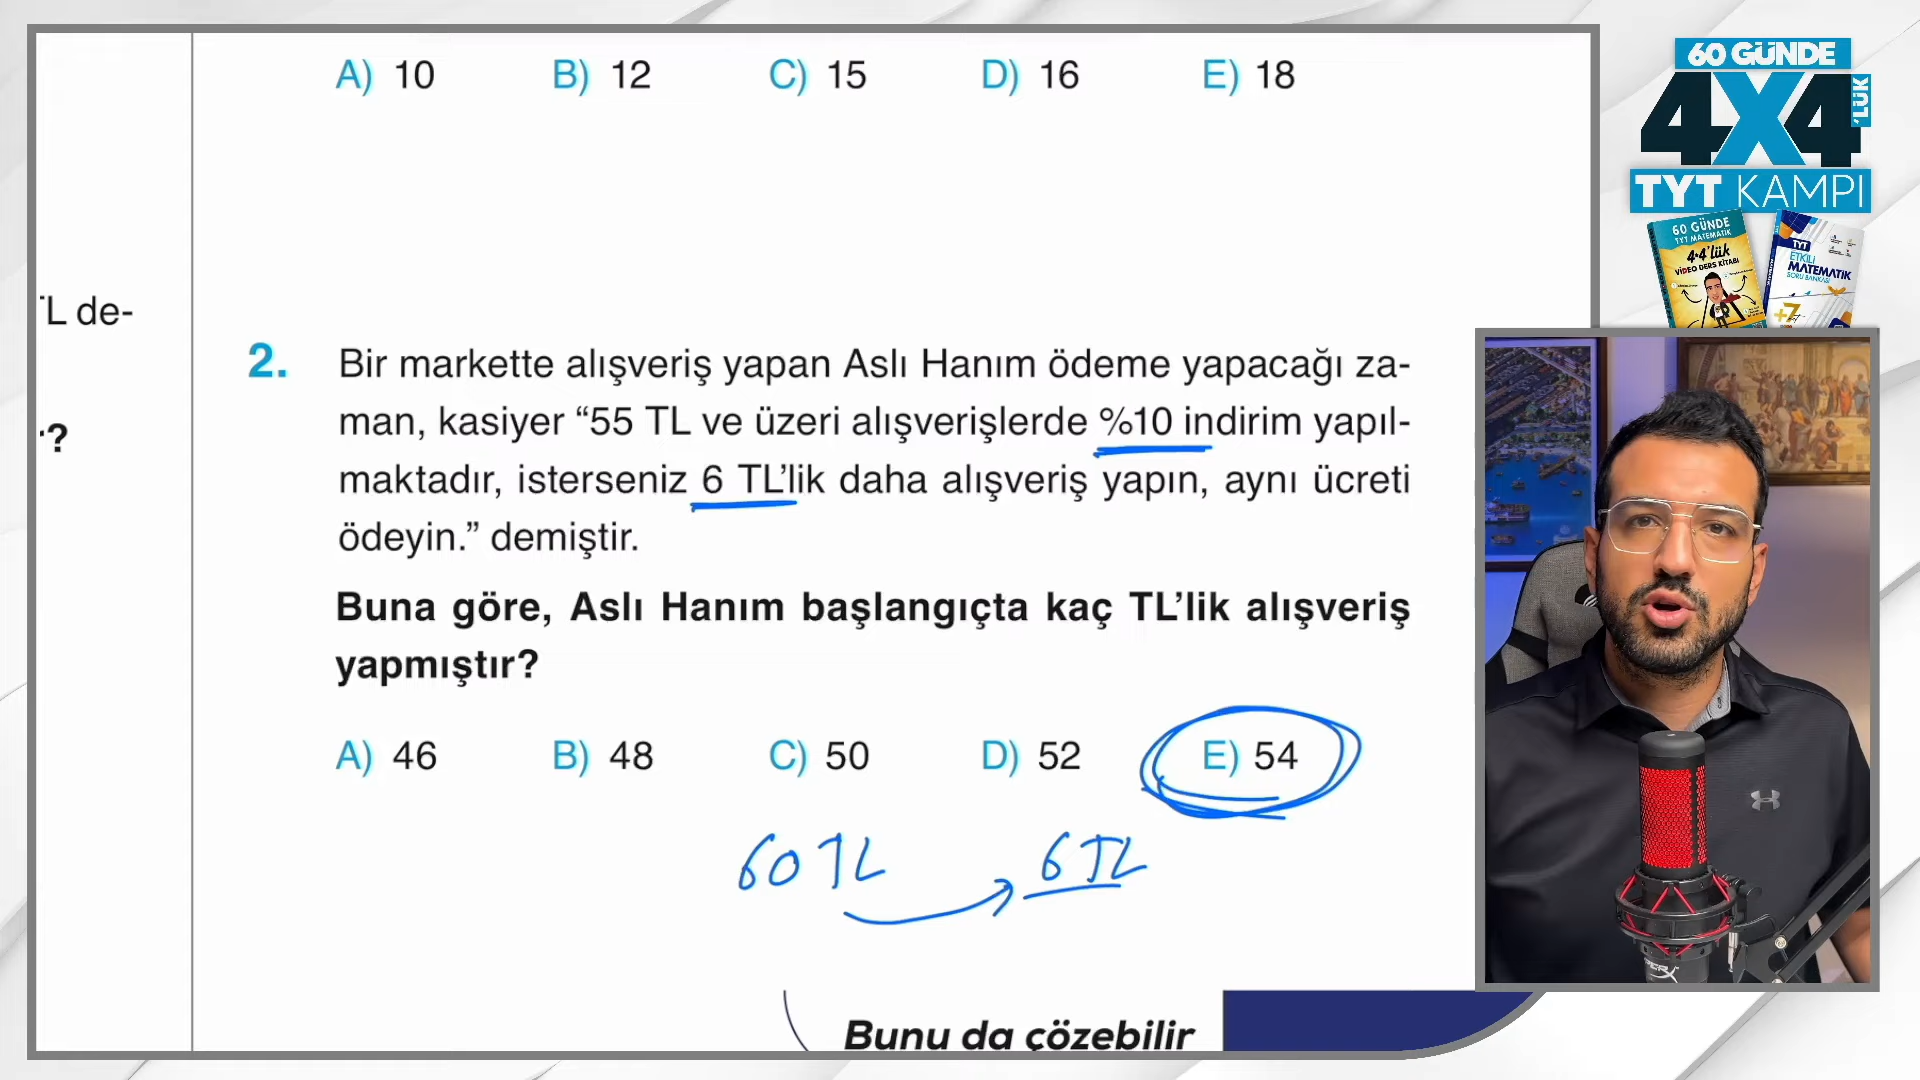 A) 10 B) 12 C) 15 D) 16 E) 18
L de-
?
2. Bir markette alışveriş yapan Aslı Hanım ödeme yapacağı za-
man, kasiyer “55 TL ve üzeri alışverişlerde %10 indirim yapıl-
maktadır, isterseniz 6 TL’lik daha alışveriş yapın, aynı ücreti
ödeyin.” demiştir.
Buna göre, Aslı Hanım başlangıçta kaç TL’lik alışveriş
yapmıştır?
A) 46 B) 48 C) 50 D) 52 E) 54
60 TL 6 TL
Bunu da çözebilir
60 GÜNDE
4X4'LÜK
TYT KAMPI
60 GÜNDE
TYT MATEMATİK
4x4'lük
VİDEO DERS KİTABI
TYT
ETKİLİ
MATEMATİK
SORU BANKASI
+7